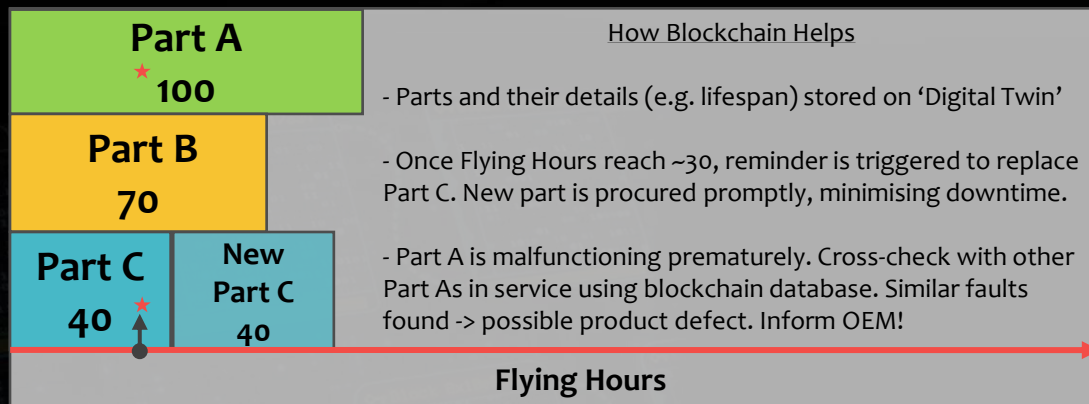 Part A
100
Part B
70
Part C
40
New
Part C
40
How Blockchain Helps
- Parts and their details (e.g. lifespan) stored on ‘Digital Twin’
- Once Flying Hours reach ~30, reminder is triggered to replace
Part C. New part is procured promptly, minimising downtime.
- Part A is malfunctioning prematurely. Cross-check with other
Part As in service using blockchain database. Similar faults
found -> possible product defect. Inform OEM!
Flying Hours